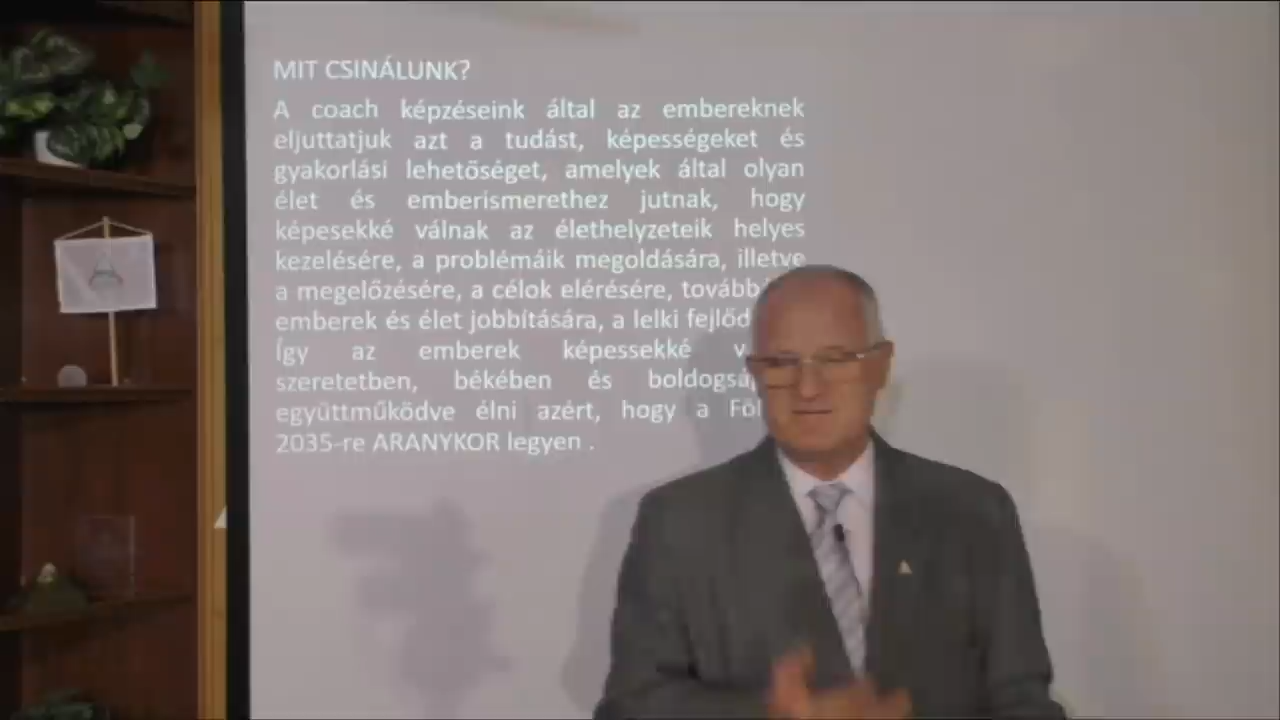 MIT CSINÁLUNK?
A coach képzéseink által az embereknek
eljuttatjuk azt a tudást, képességeket és
gyakorlási lehetőséget, amelyek által olyan
élet és emberismerethez jutnak, hogy
képesekké válnak az élethelyzeteik helyes
kezelésére, a problémáik megoldására, illetve
a megelőzésére, a célok elérésére,
emberek és élet jobbítására, a lelki
Így az emberek képessekké
szeretetben, békében és
együttműködve élni azért, hogy a
2035-re ARANYKOR legyen .